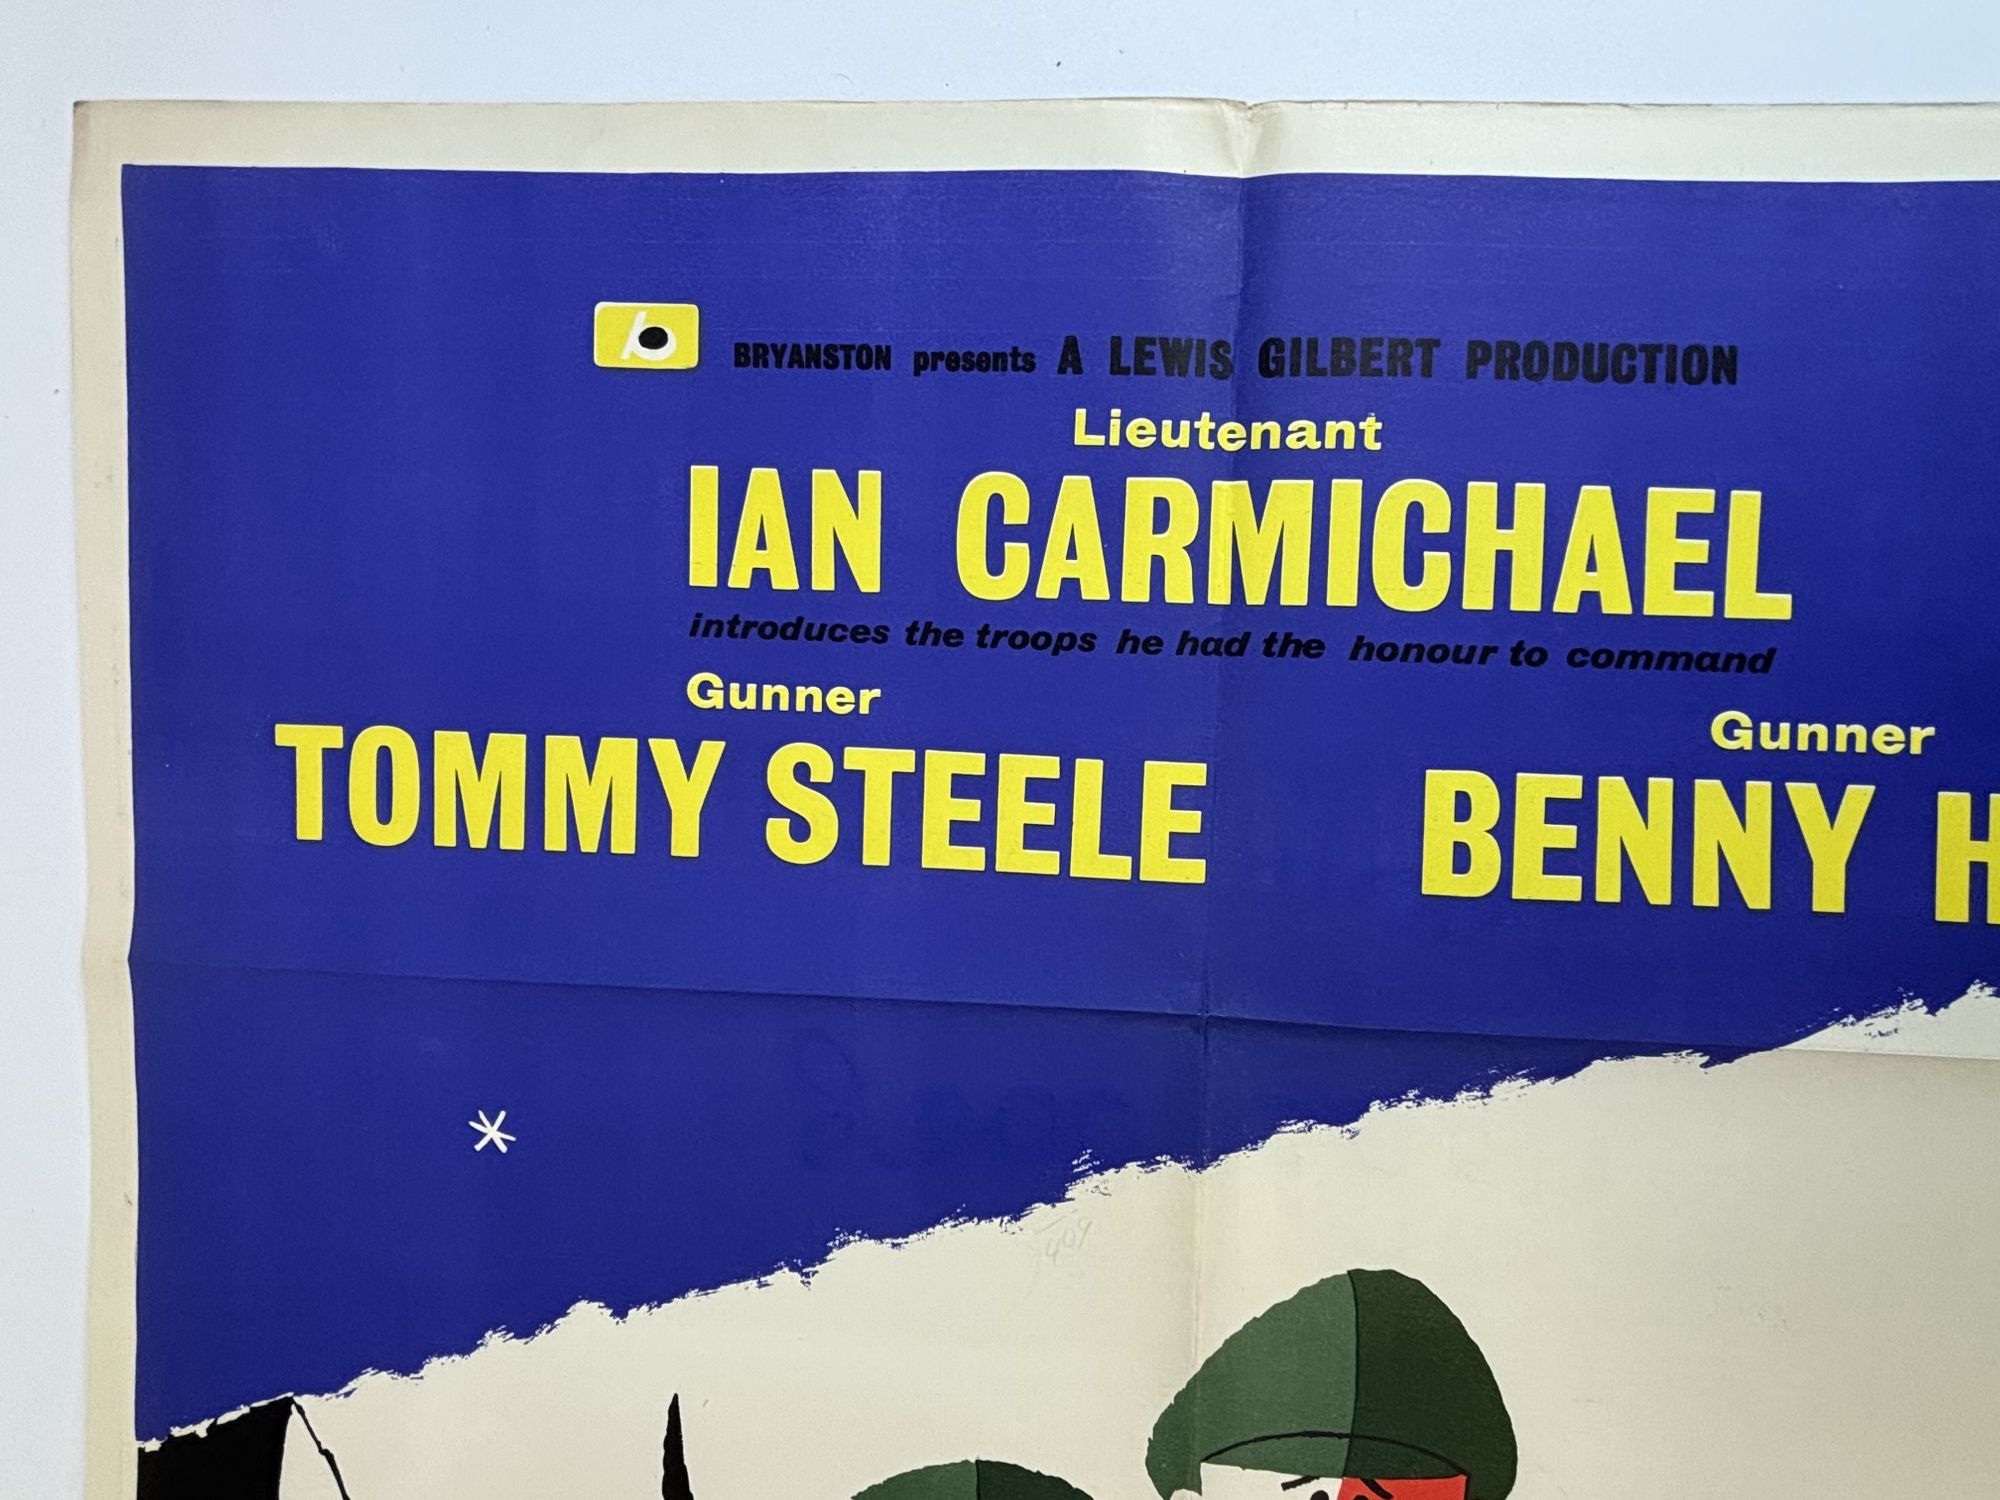 b BRYANSTON presents A LEWIS GILBERT PRODUCTION
Lieutenant
IAN CARMICHAEL
introduces the troops he had the honour to command
Gunner Gunner
TOMMY STEELE BENNY H
409